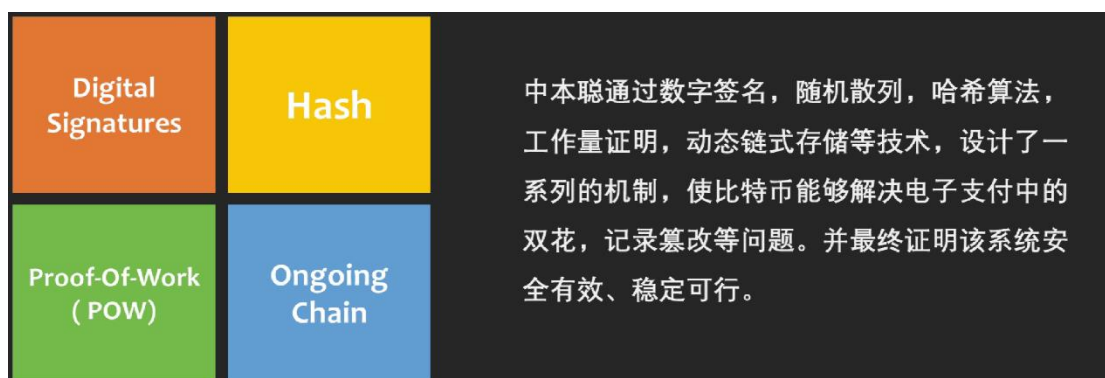 Digital
Signatures
Hash
Proof-Of-Work
( POW)
Ongoing
Chain
中本聪通过数字签名，随机散列，哈希算法，
工作量证明，动态链式存储等技术，设计了一
系列的机制，使比特币能够解决电子支付中的
双花，记录篡改等问题。并最终证明该系统安
全有效、稳定可行。